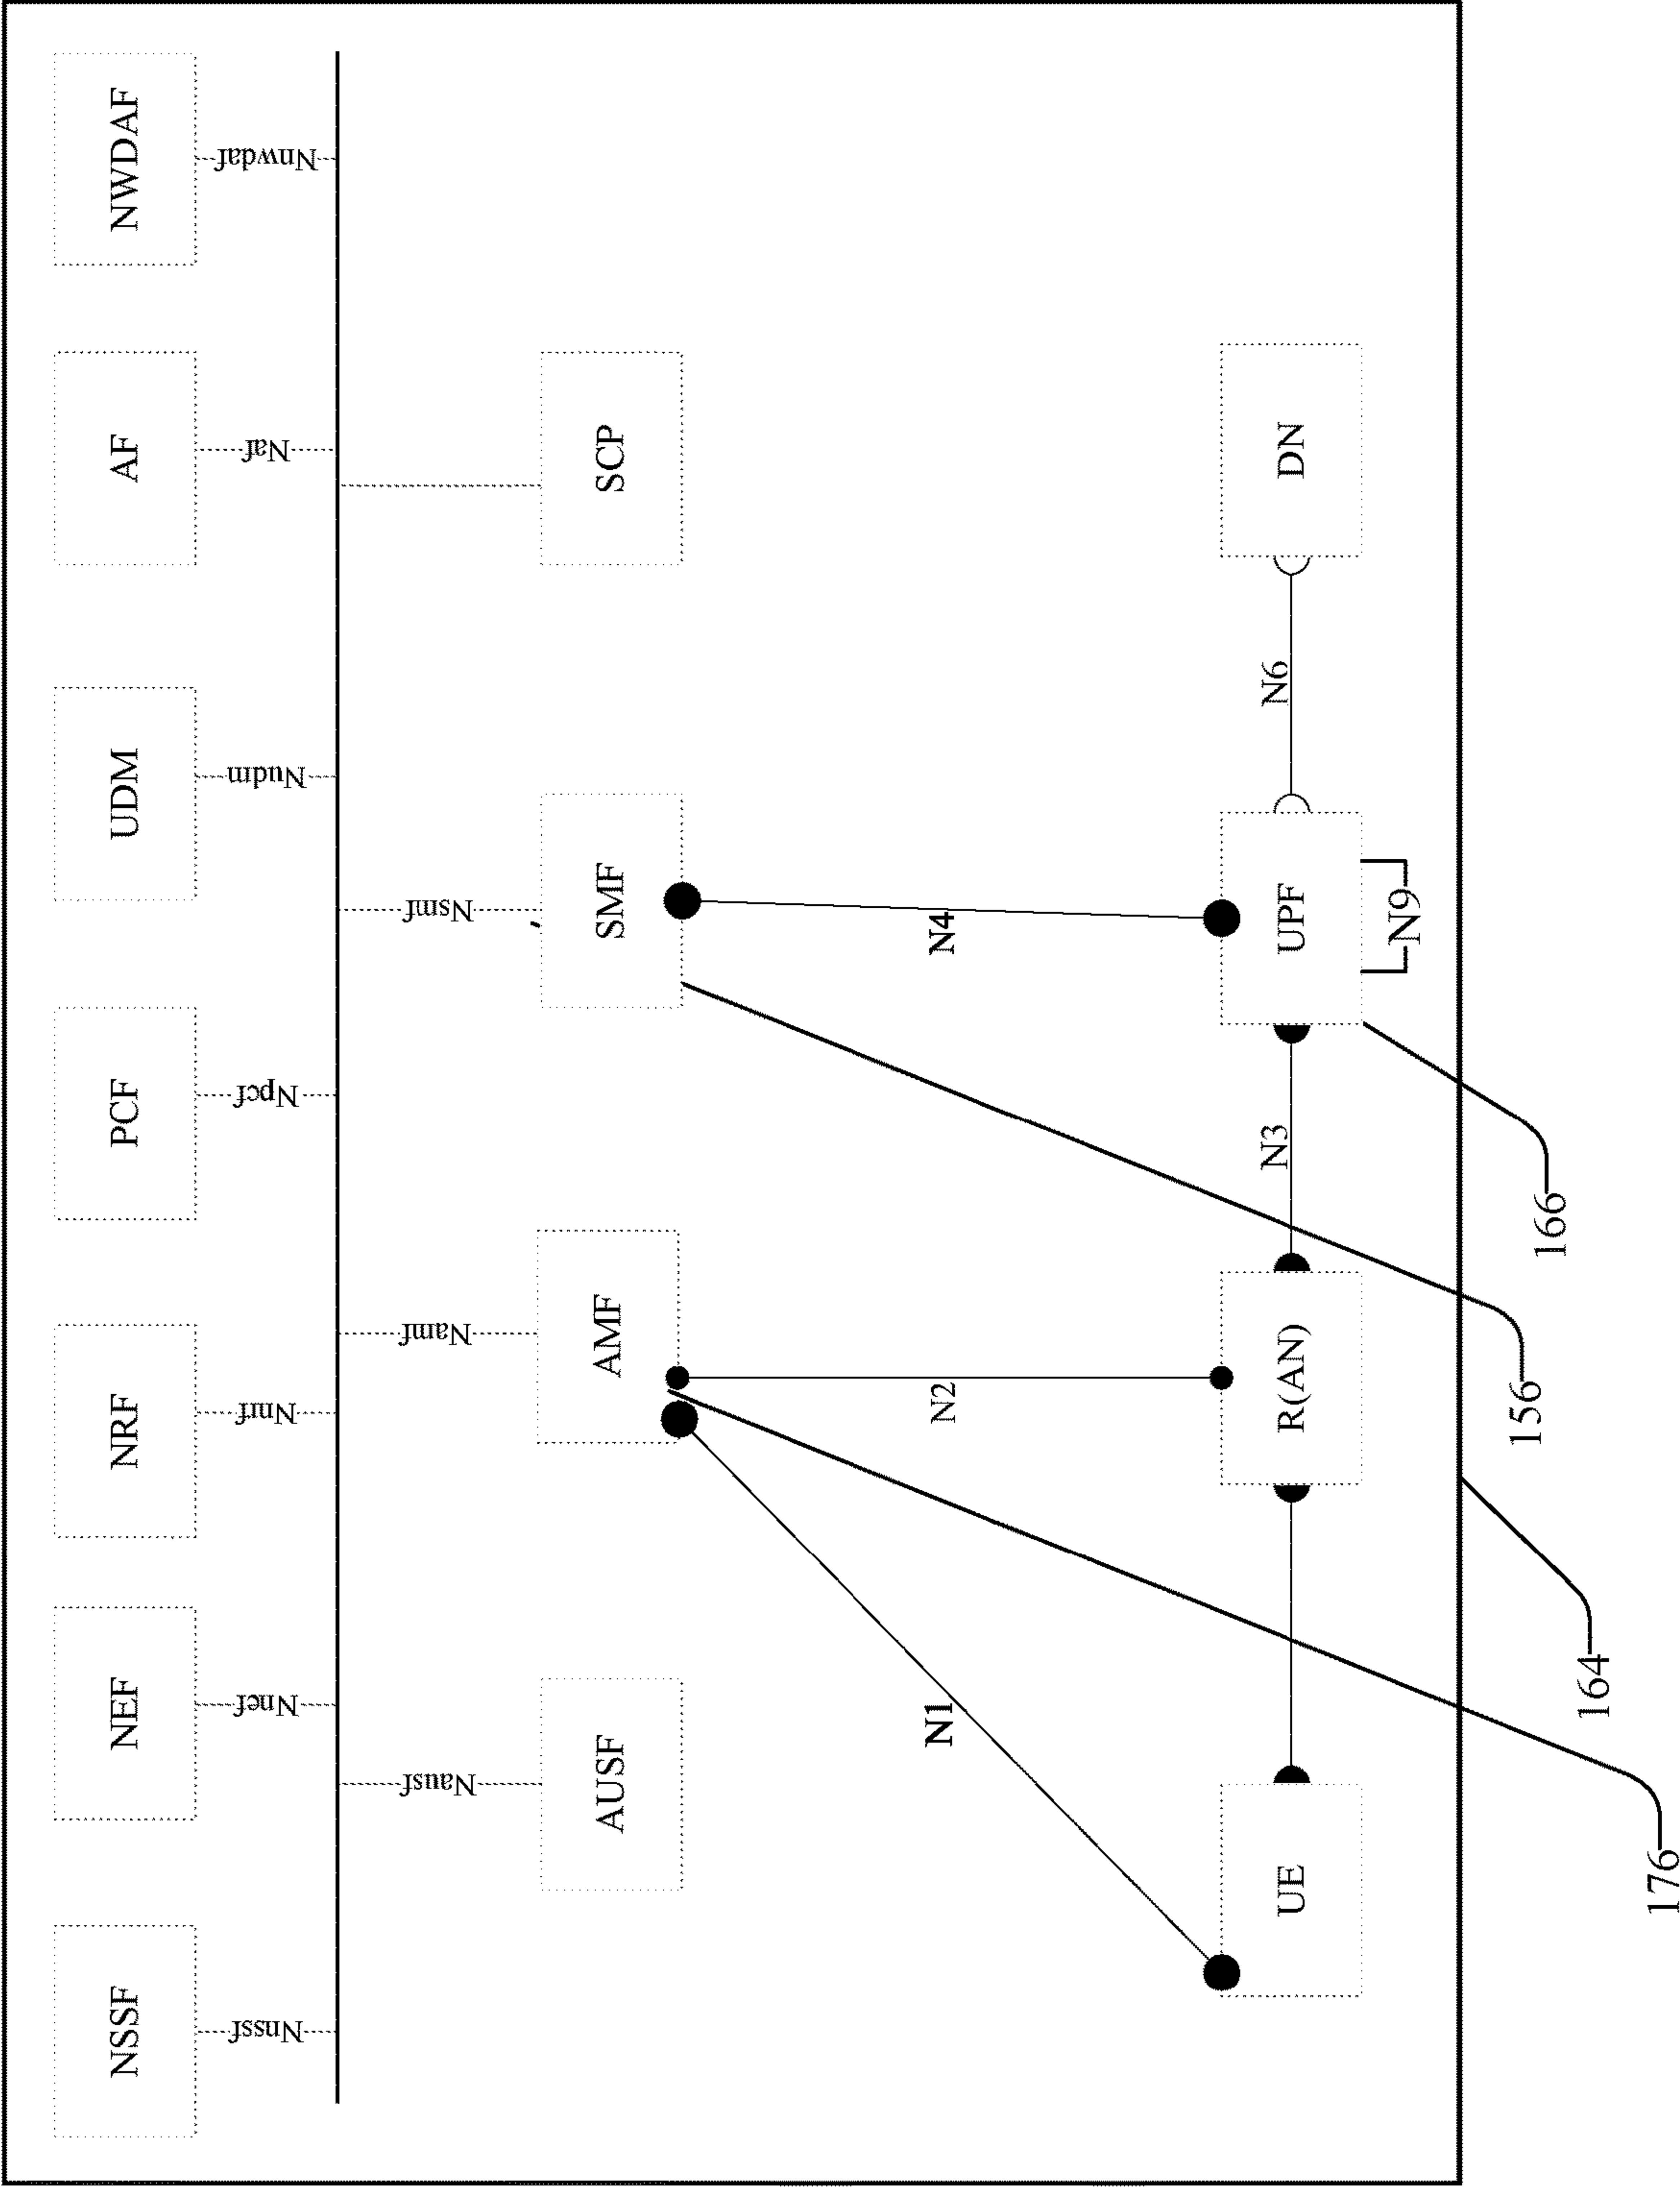 NSSF
NEF
NRF
PCF
UDM
AF
NWDAF
Nnssf
Nnef
Nnrf
Npcf
Nudm
Naf
Nnwdaf
Nausf
Namf
Nsmf
AUSF
AMF
SMF
SCP
N1
N2
N4
UE
R(AN)
N3
UPF
N6
DN
N9
176
164
156
166